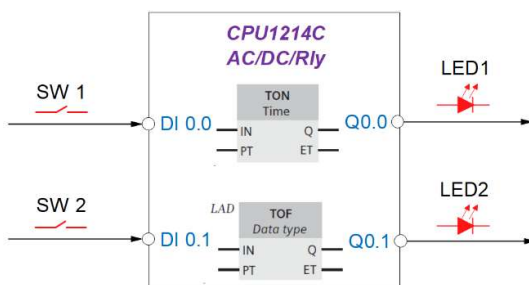 CPU1214C
AC/DC/Rly
LED1
SW 1
DI 0.0
TON
Time
IN Q
PT ET
Q0.0
LED2
SW 2
DI 0.1
LAD
TOF
Data type
IN Q
PT ET
Q0.1